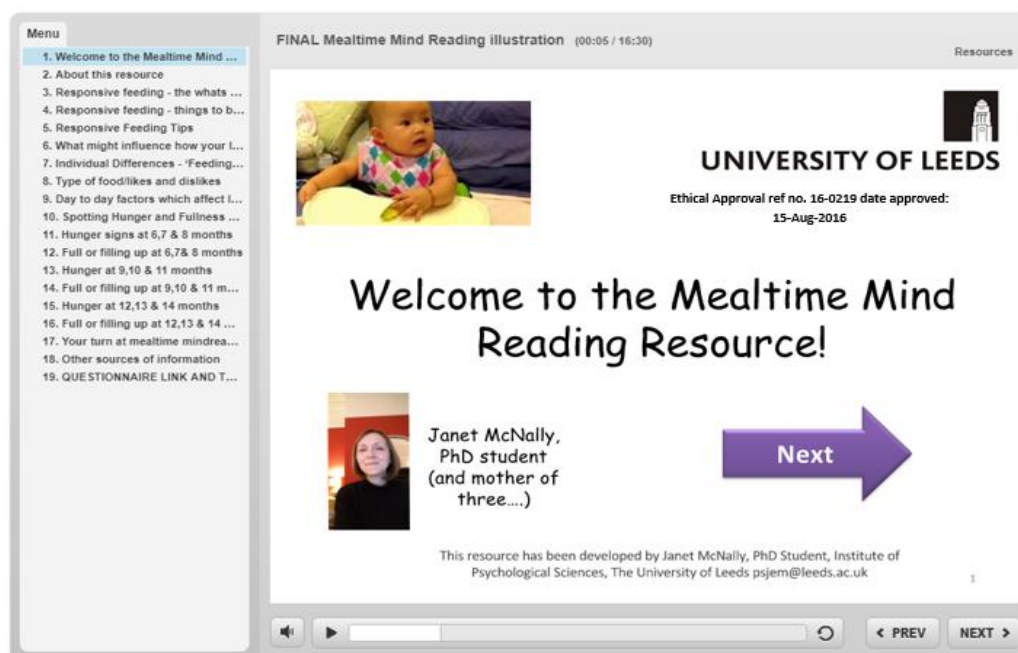 Menu
1. Welcome to the Mealtime Mind ...
2. About this resource
3. Responsive feeding - the whats ...
4. Responsive feeding - things to b...
5. Responsive Feeding Tips
6. What might influence how your l...
7. Individual Differences - ‘Feeding...
8. Type of food/likes and dislikes
9. Day to day factors which affect l...
10. Spotting Hunger and Fullness ...
11. Hunger signs at 6,7 & 8 months
12. Full or filling up at 6,7& 8 months
13. Hunger at 9,10 & 11 months
14. Full or filling up at 9,10 & 11 m...
15. Hunger at 12,13 & 14 months
16. Full or filling up at 12,13 & 14 ...
17. Your turn at mealtime mindrea...
18. Other sources of information
19. QUESTIONNAIRE LINK AND T...
FINAL Mealtime Mind Reading illustration (00:05 / 16:30)
Resources
UNIVERSITY OF LEEDS
Ethical Approval ref no. 16-0219 date approved:
15-Aug-2016
Welcome to the Mealtime Mind
Reading Resource!
Janet McNally,
PhD student
(and mother of
three....)
Next
This resource has been developed by Janet McNally, PhD Student, Institute of
Psychological Sciences, The University of Leeds psjem@leeds.ac.uk
1
< PREV
NEXT >